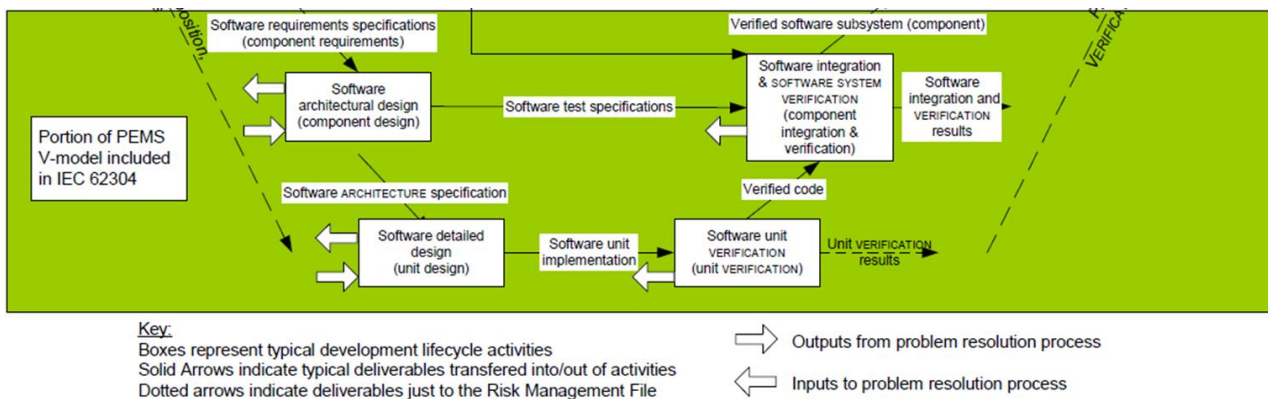 osition,
VERIFICA
Software requirements specifications
(component requirements)
Verified software subsystem (component)
Software
architectural design
(component design)
Software test specifications
Software integration
& SOFTWARE SYSTEM
VERIFICATION
(component
integration &
verification)
Software
integration and
VERIFICATION
results
Portion of PEMS
V-model included
in IEC 62304
Software ARCHITECTURE specification
Verified code
Software detailed
design
(unit design)
Software unit
implementation
Software unit
VERIFICATION
(unit VERIFICATION)
Unit VERIFICATION
results
Key:
Boxes represent typical development lifecycle activities
Solid Arrows indicate typical deliverables transfered into/out of activities
Dotted arrows indicate deliverables just to the Risk Management File
Outputs from problem resolution process
Inputs to problem resolution process